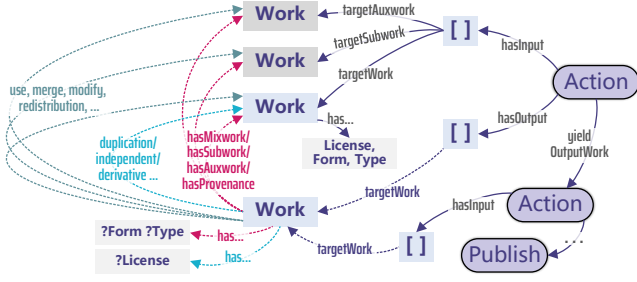 Work
targetAuxwork
[ ]
hasInput
Action
targetSubwork
Work
targetWork
use, merge, modify,
redistribution, ...
Work
has...
License,
Form, Type
hasOutput
[ ]
yield
OutputWork
duplication/
independent/
derivative ...
hasMixwork/
hasSubwork/
hasAuxwork/
hasProvenance
targetWork
Work
hasInput
Action
?Form ?Type
has...
targetWork
[ ]
...
Publish
?License
has...